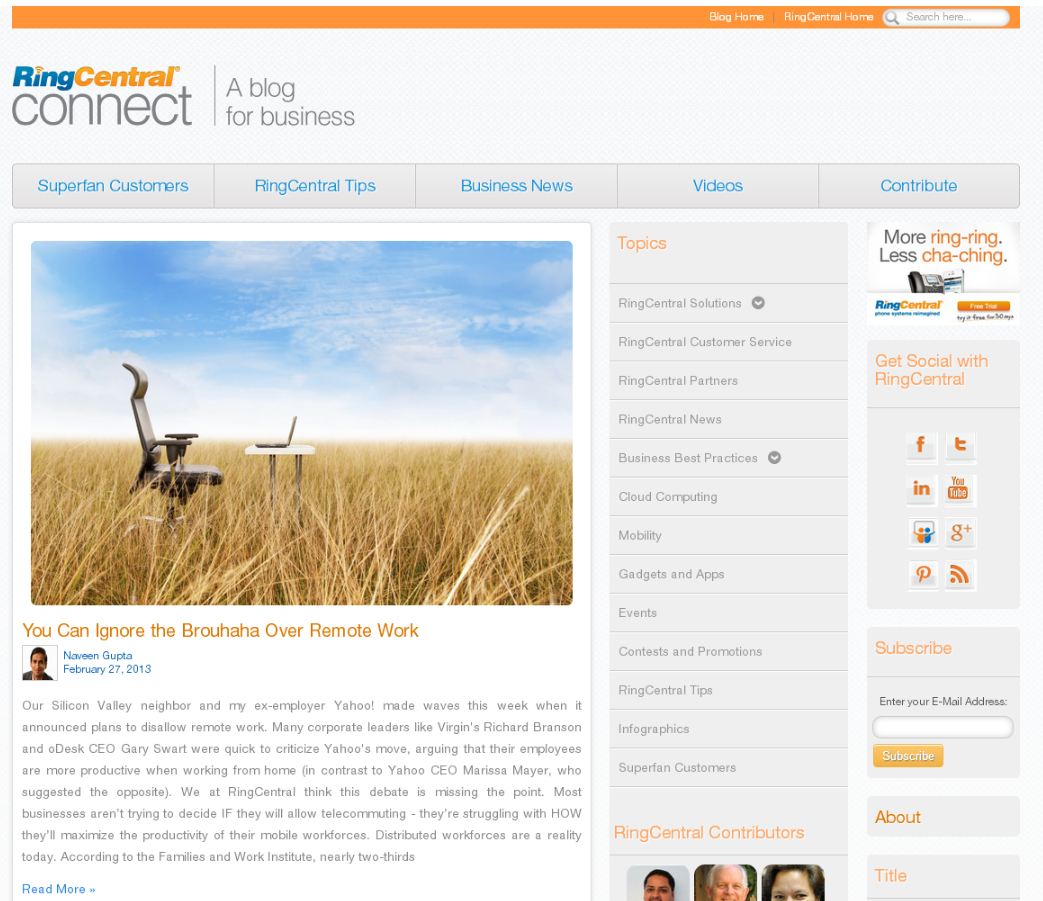 Blog Home | RingCentral Home Search here...
RingCentral®
connect
A blog
for business
Superfan Customers RingCentral Tips Business News Videos Contribute
You Can Ignore the Brouhaha Over Remote Work
Naveen Gupta
February 27, 2013
Our Silicon Valley neighbor and my ex-employer Yahoo! made waves this week when it
announced plans to disallow remote work. Many corporate leaders like Virgin's Richard Branson
and oDesk CEO Gary Swart were quick to criticize Yahoo's move, arguing that their employees
are more productive when working from home (in contrast to Yahoo CEO Marissa Mayer, who
suggested the opposite). We at RingCentral think this debate is missing the point. Most
businesses aren't trying to decide IF they will allow telecommuting - they're struggling with HOW
they'll maximize the productivity of their mobile workforces. Distributed workforces are a reality
today. According to the Families and Work Institute, nearly two-thirds
Read More »
Topics
RingCentral Solutions
RingCentral Customer Service
RingCentral Partners
RingCentral News
Business Best Practices
Cloud Computing
Mobility
Gadgets and Apps
Events
Contests and Promotions
RingCentral Tips
Infographics
Superfan Customers
RingCentral Contributors
More ring-ring.
Less cha-ching.
RingCentral® Free Trial
phone systems reimagined try it free for 30 days
Get Social with
RingCentral
f t
in You Tube
g+
Subscribe
Enter your E-Mail Address:
Subscribe
About
Title